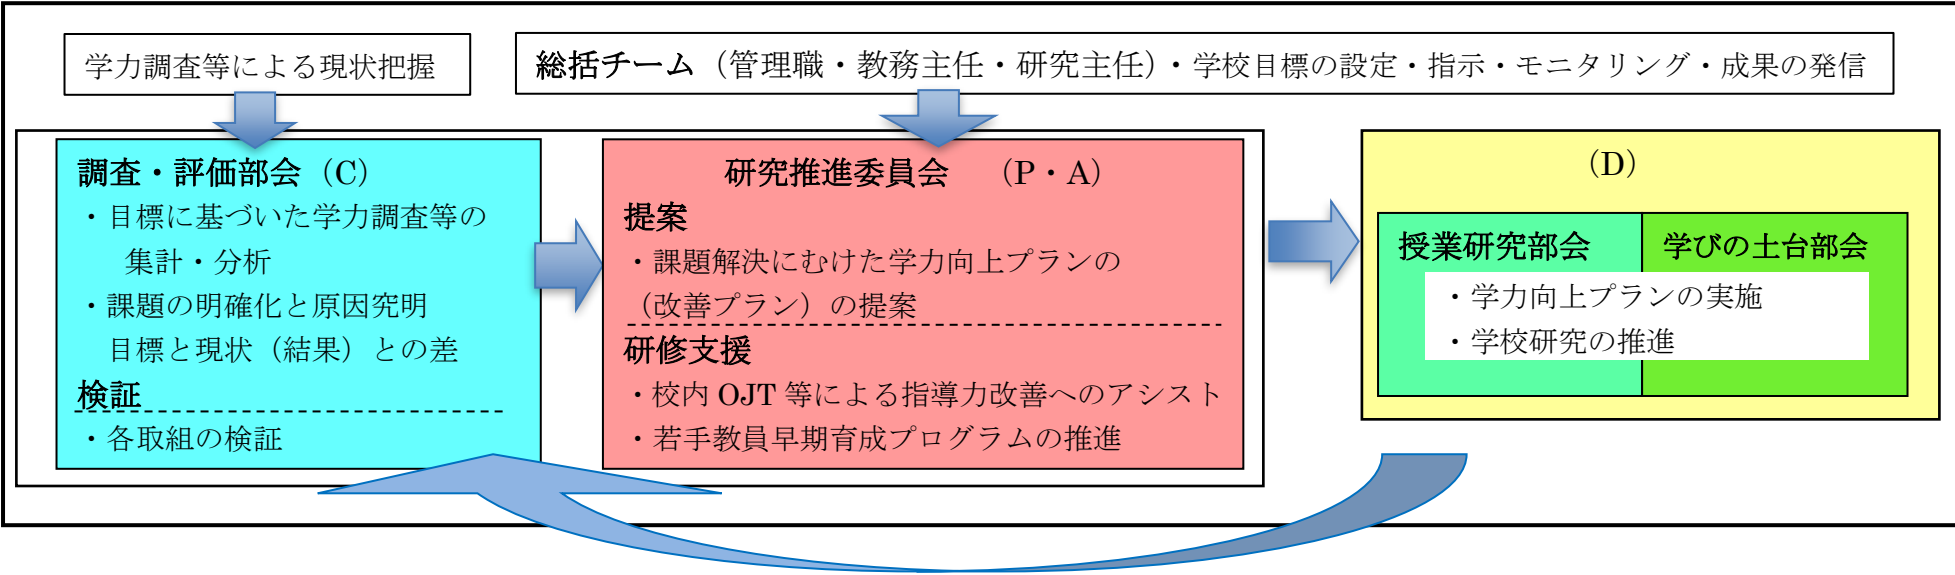 学力調査等による現状把握
総括チーム（管理職・教務主任・研究主任）・学校目標の設定・指示・モニタリング・成果の発信
調査・評価部会（C）
・目標に基づいた学力調査等の
集計・分析
・課題の明確化と原因究明
目標と現状（結果）との差
検証
・各取組の検証
研究推進委員会　（P・A）
提案
・課題解決にむけた学力向上プランの
（改善プラン）の提案
研修支援
・校内 OJT 等による指導力改善へのアシスト
・若手教員早期育成プログラムの推進
（D）
授業研究部会
学びの土台部会
・学力向上プランの実施
・学校研究の推進